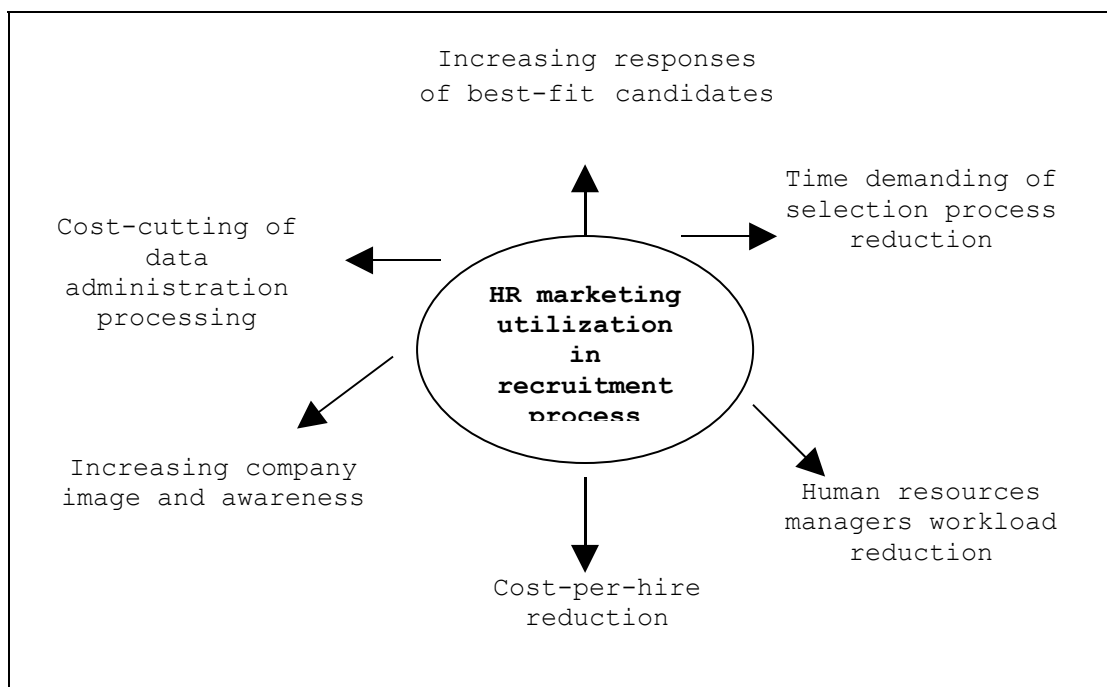 Increasing responses
of best-fit candidates
Time demanding of
selection process
reduction
Cost-cutting of
data
administration
processing
HR marketing
utilization
in
recruitment
process
Increasing company
image and awareness
Human resources
managers workload
reduction
Cost-per-hire
reduction